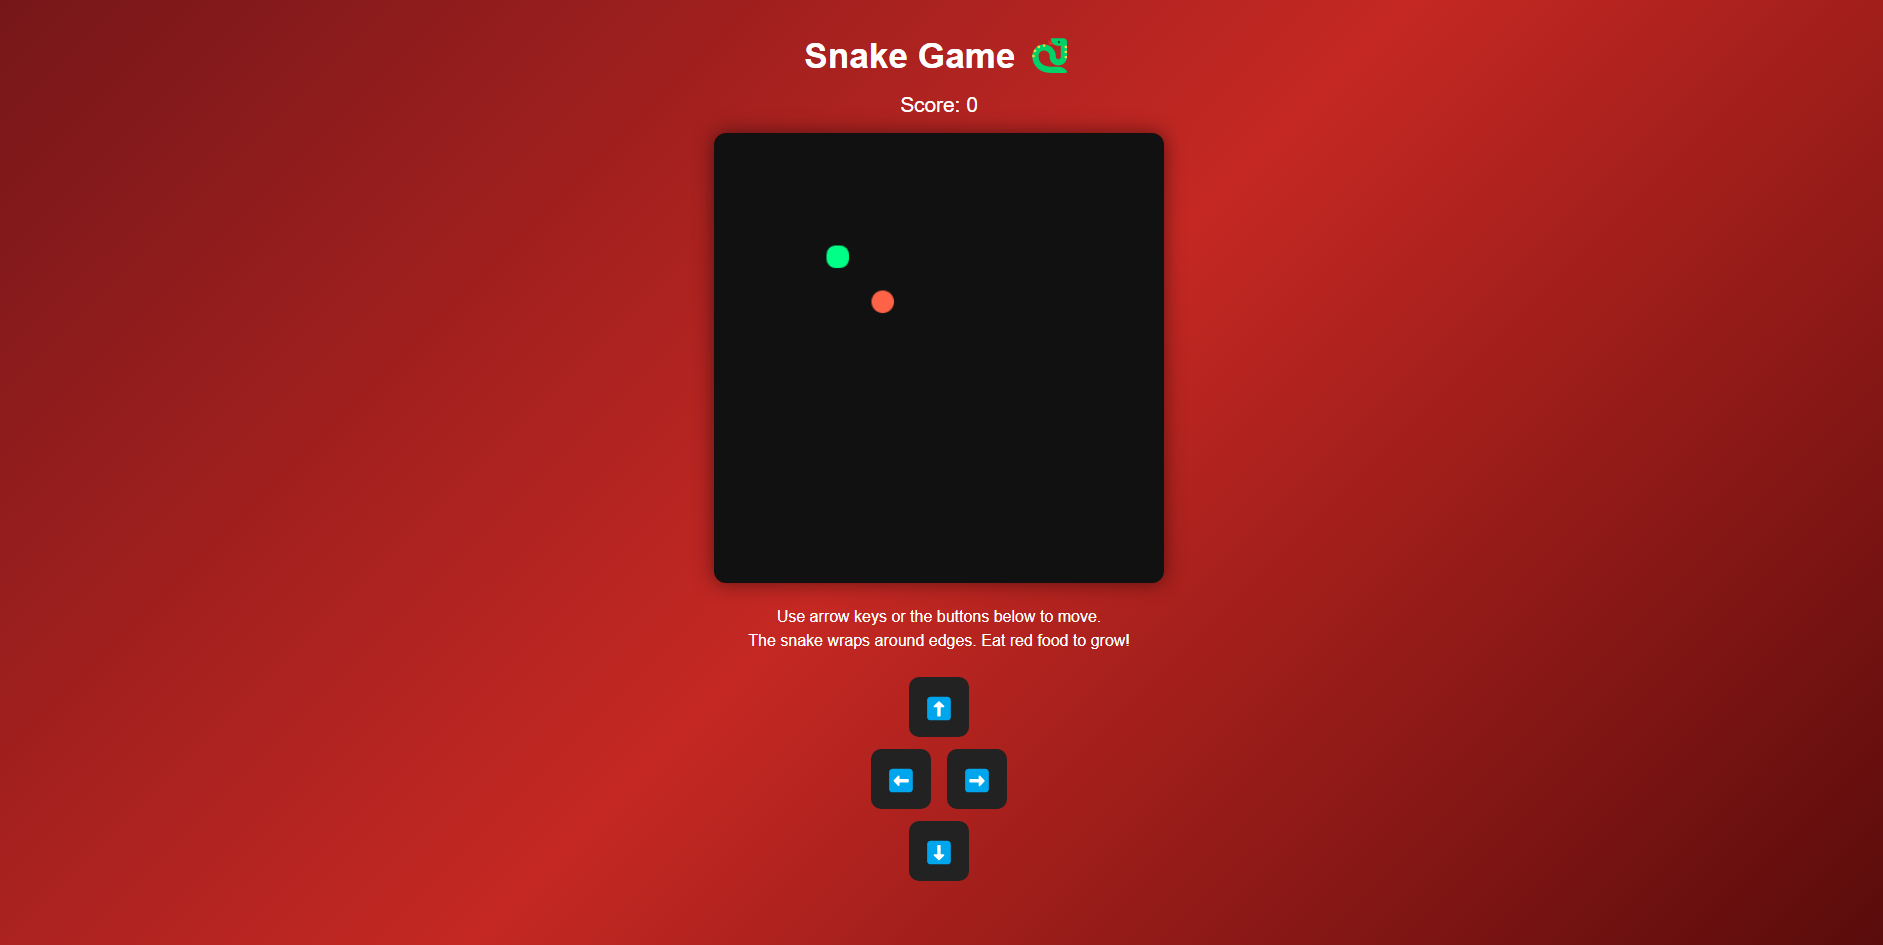 Snake Game
Score: 0
Use arrow keys or the buttons below to move.
The snake wraps around edges. Eat red food to grow!